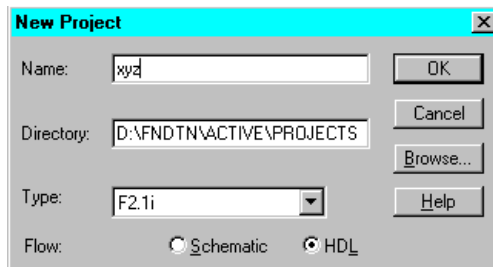 New Project
Name: xyz OK
Cancel
Directory: D:\FNDTN\ACTIVE\PROJECTS
Browse...
Type: F2.1i Help
Flow: Schematic HDL